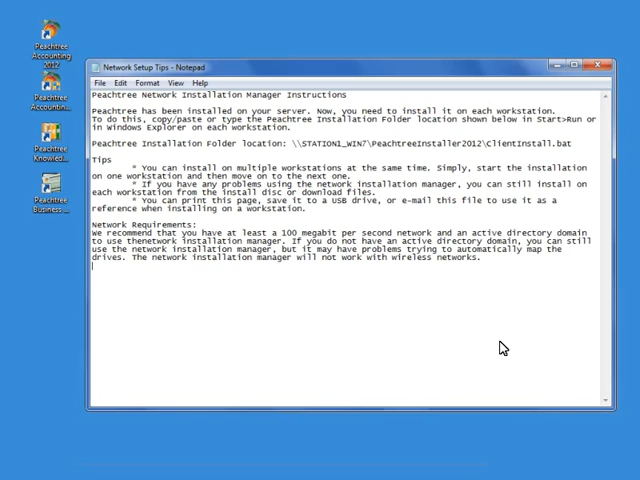 Peachtree Accounting 2012
Peachtree Accountin...
Peachtree Knowled...
Peachtree Business ...
Network Setup Tips - Notepad
File Edit Format View Help
Peachtree Network Installation Manager Instructions
Peachtree has been installed on your server. Now, you need to install it on each workstation.
To do this, copy/paste or type the Peachtree Installation Folder location shown below in Start>Run or
in Windows Explorer on each workstation.
Peachtree Installation Folder location: \\STATION1_WIN7\PeachtreeInstaller2012\ClientInstall.bat
Tips
* You can install on multiple workstations at the same time. Simply, start the installation
on one workstation and then move on to the next one.
* If you have any problems using the network installation manager, you can still install on
each workstation from the install disc or download files.
* You can print this page, save it to a USB drive, or e-mail this file to use it as a
reference when installing on a workstation.
Network Requirements:
We recommend that you have at least a 100 megabit per second network and an active directory domain
to use thenetwork installation manager. If you do not have an active directory domain, you can still
use the network installation manager, but it may have problems trying to automatically map the
drives. The network installation manager will not work with wireless networks.